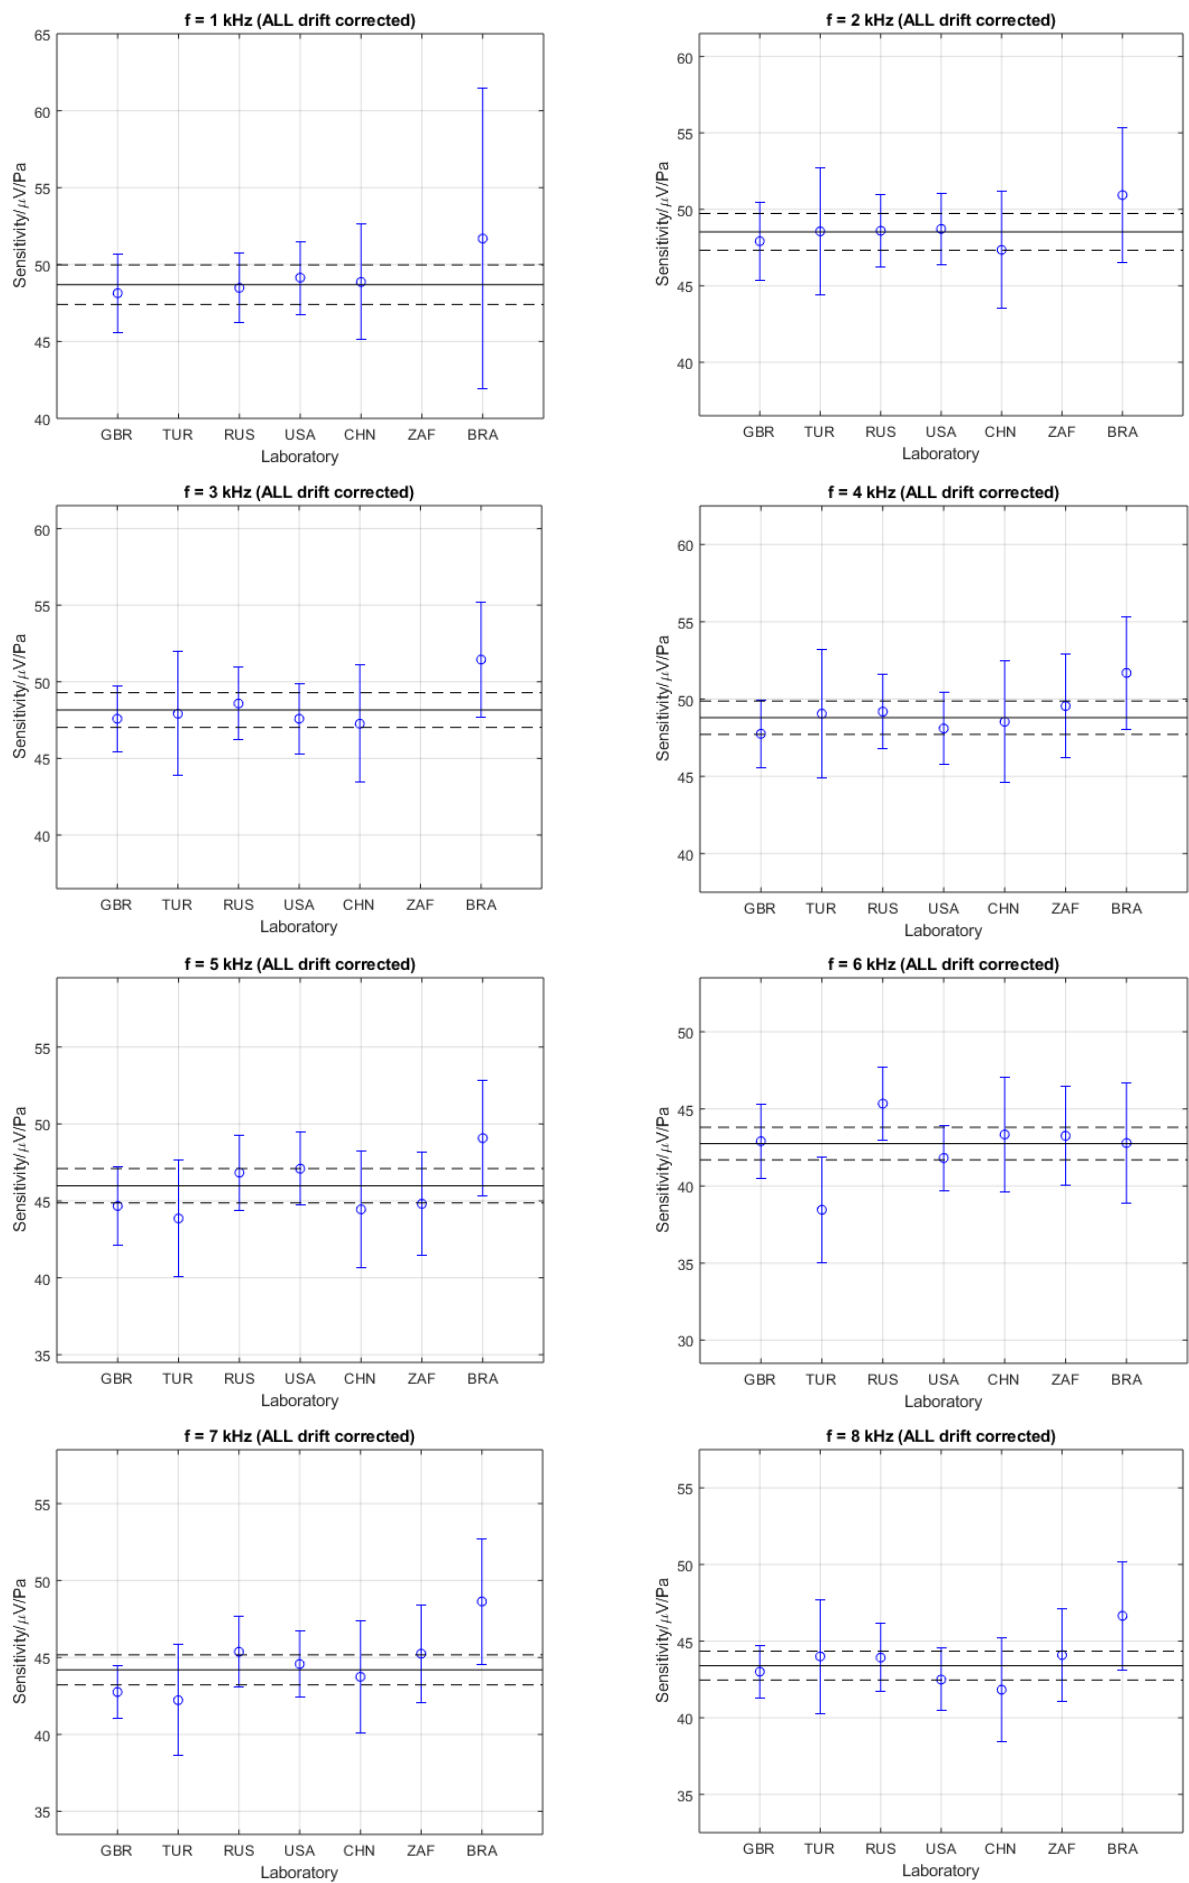 f = 1 kHz (ALL drift corrected)
65
60
55
50
45
40
Sensitivity/μV/Pa
GBR TUR RUS USA CHN ZAF BRA
Laboratory
f = 2 kHz (ALL drift corrected)
60
55
50
45
40
Sensitivity/μV/Pa
GBR TUR RUS USA CHN ZAF BRA
Laboratory
f = 3 kHz (ALL drift corrected)
60
55
50
45
40
Sensitivity/μV/Pa
GBR TUR RUS USA CHN ZAF BRA
Laboratory
f = 4 kHz (ALL drift corrected)
60
55
50
45
40
Sensitivity/μV/Pa
GBR TUR RUS USA CHN ZAF BRA
Laboratory
f = 5 kHz (ALL drift corrected)
55
50
45
40
35
Sensitivity/μV/Pa
GBR TUR RUS USA CHN ZAF BRA
Laboratory
f = 6 kHz (ALL drift corrected)
50
45
40
35
30
Sensitivity/μV/Pa
GBR TUR RUS USA CHN ZAF BRA
Laboratory
f = 7 kHz (ALL drift corrected)
55
50
45
40
35
Sensitivity/μV/Pa
GBR TUR RUS USA CHN ZAF BRA
Laboratory
f = 8 kHz (ALL drift corrected)
55
50
45
40
35
Sensitivity/μV/Pa
GBR TUR RUS USA CHN ZAF BRA
Laboratory